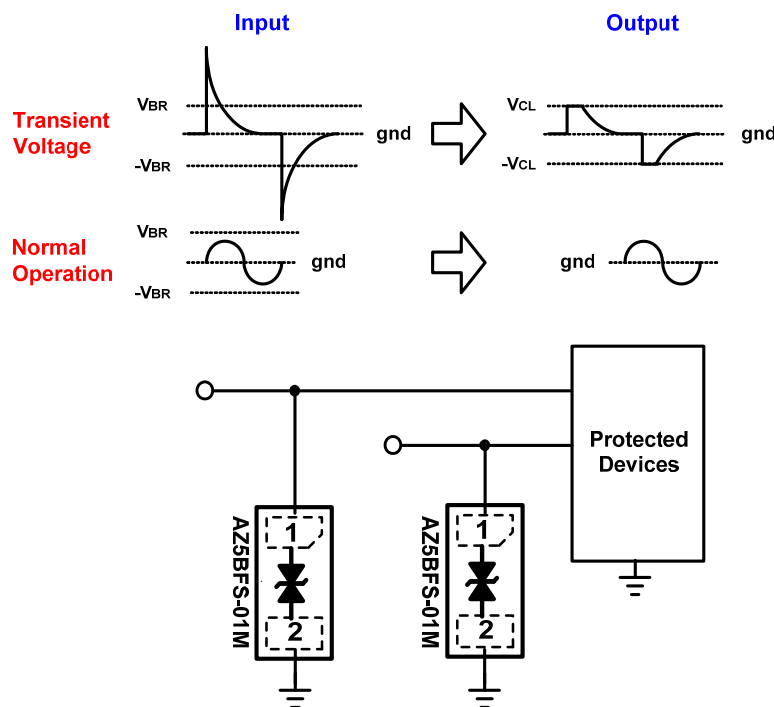 Input
Output
Transient
Voltage
VBR
gnd
-VBR
VCL
gnd
-VCL
Normal
Operation
VBR
gnd
-VBR
gnd
Protected
Devices
AZ5BFS-01M
1
2
AZ5BFS-01M
1
2